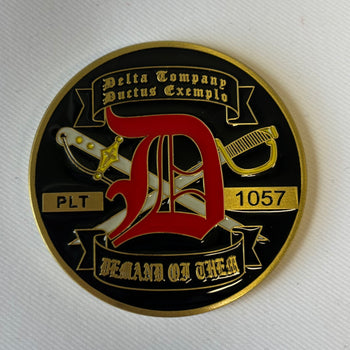 Delta Company
Ductus Exemplo
D
PLT 1057
DEMAND OF THEM